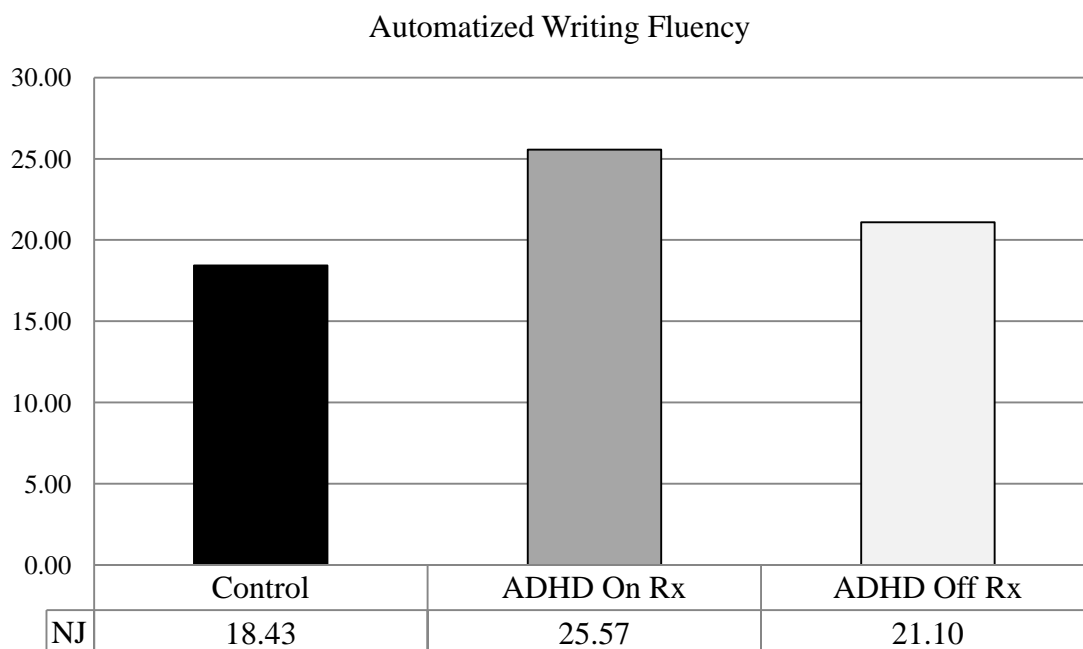 Automatized Writing Fluency
30.00
25.00
20.00
15.00
10.00
5.00
0.00
Control ADHD On Rx ADHD Off Rx
NJ 18.43 25.57 21.10